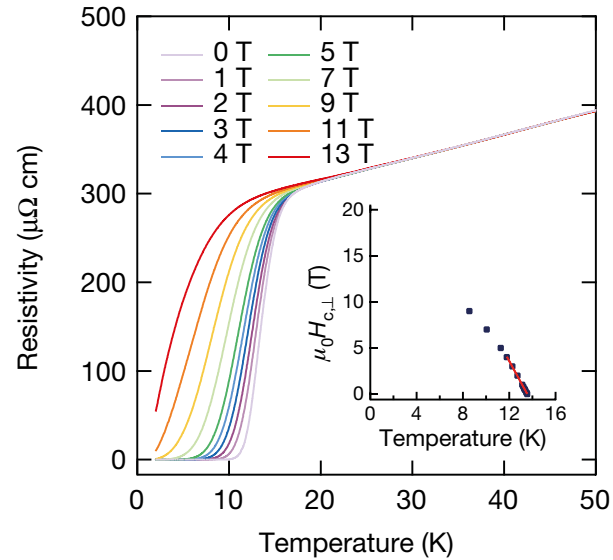 500
400
300
200
100
0
Resistivity (μΩ cm)
0 T 5 T
1 T 7 T
2 T 9 T
3 T 11 T
4 T 13 T
20
15
10
5
0
μ0Hc,⊥ (T)
0 4 8 12 16
Temperature (K)
0 10 20 30 40 50
Temperature (K)